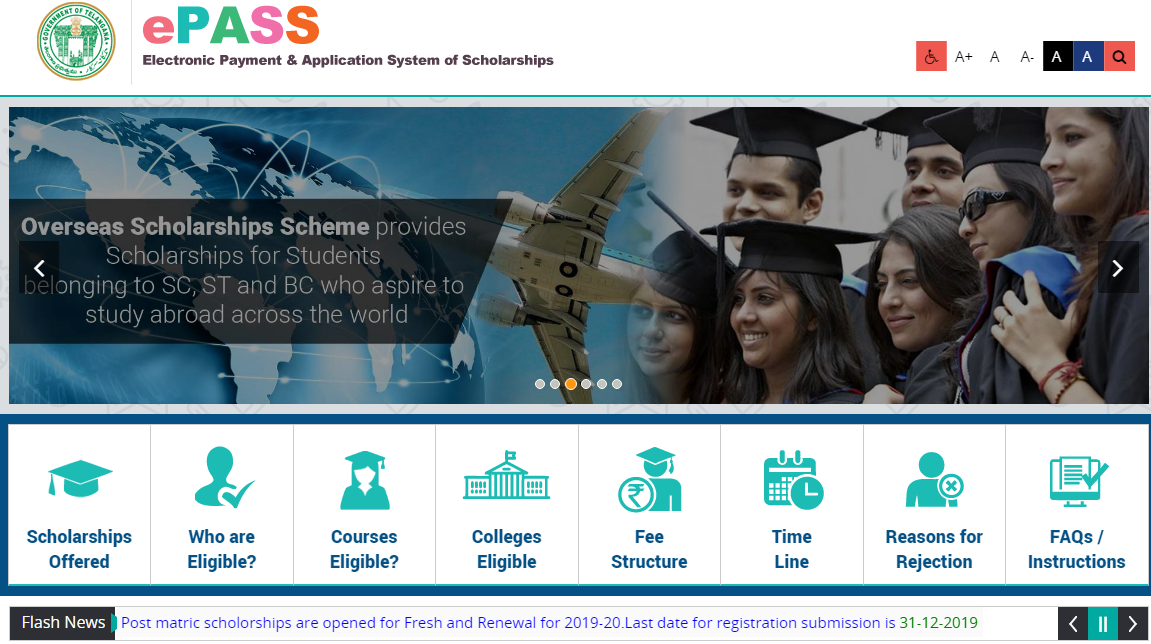 GOVERNMENT OF TELANGANA
ePASS
Electronic Payment & Application System of Scholarships
A+ A A- A A
Overseas Scholarships Scheme provides
Scholarships for Students
belonging to SC, ST and BC who aspire to
study abroad across the world
Scholarships
Offered
Who are
Eligible?
Courses
Eligible?
Colleges
Eligible
Fee
Structure
Time
Line
Reasons for
Rejection
FAQs /
Instructions
Flash News Post matric scholorships are opened for Fresh and Renewal for 2019-20.Last date for registration submission is 31-12-2019